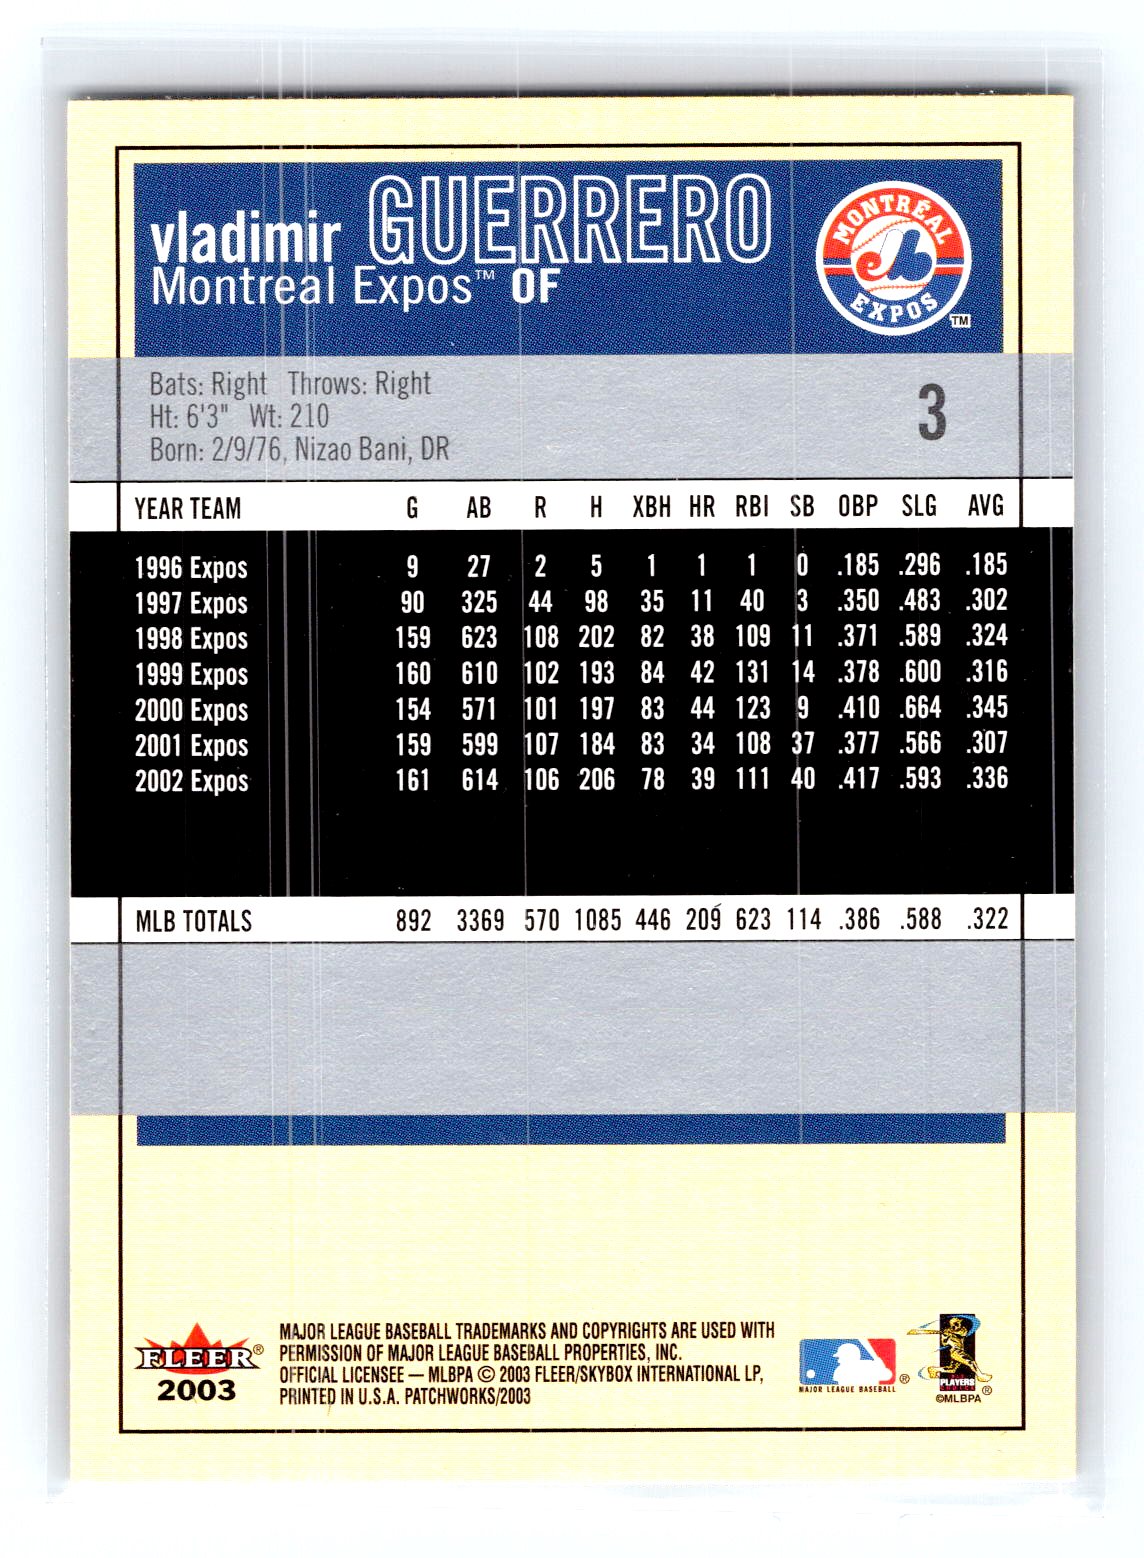 vladimir GUERRERO
Montreal Expos™ OF
MONTRÉAL
EXPOS
TM
Bats: Right Throws: Right
Ht: 6'3" Wt: 210
Born: 2/9/76, Nizao Bani, DR
3
YEAR TEAM G AB R H XBH HR RBI SB OBP SLG AVG
1996 Expos 9 27 2 5 1 1 1 0 .185 .296 .185
1997 Expos 90 325 44 98 35 11 40 3 .350 .483 .302
1998 Expos 159 623 108 202 82 38 109 11 .371 .589 .324
1999 Expos 160 610 102 193 84 42 131 14 .378 .600 .316
2000 Expos 154 571 101 197 83 44 123 9 .410 .664 .345
2001 Expos 159 599 107 184 83 34 108 37 .377 .566 .307
2002 Expos 161 614 106 206 78 39 111 40 .417 .593 .336
MLB TOTALS 892 3369 570 1085 446 209 623 114 .386 .588 .322
FLEER®
2003
MAJOR LEAGUE BASEBALL TRADEMARKS AND COPYRIGHTS ARE USED WITH
PERMISSION OF MAJOR LEAGUE BASEBALL PROPERTIES, INC.
OFFICIAL LICENSEE — MLBPA © 2003 FLEER/SKYBOX INTERNATIONAL LP,
PRINTED IN U.S.A. PATCHWORKS/2003
MAJOR LEAGUE BASEBALL ®
PLAYERS
CHOICE ®
©MLBPA